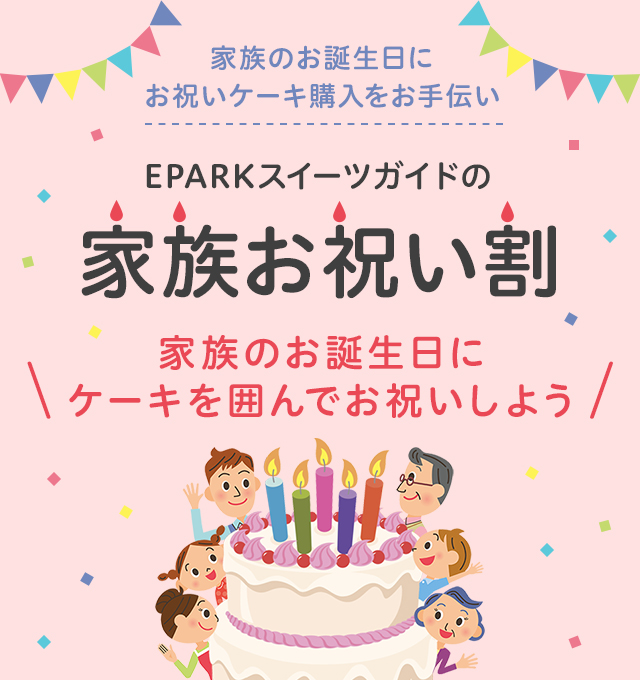 家族のお誕生日に
お祝いケーキ購入をお手伝い
EPARKスイーツガイドの
家族お祝い割
家族のお誕生日に
ケーキを囲んでお祝いしよう